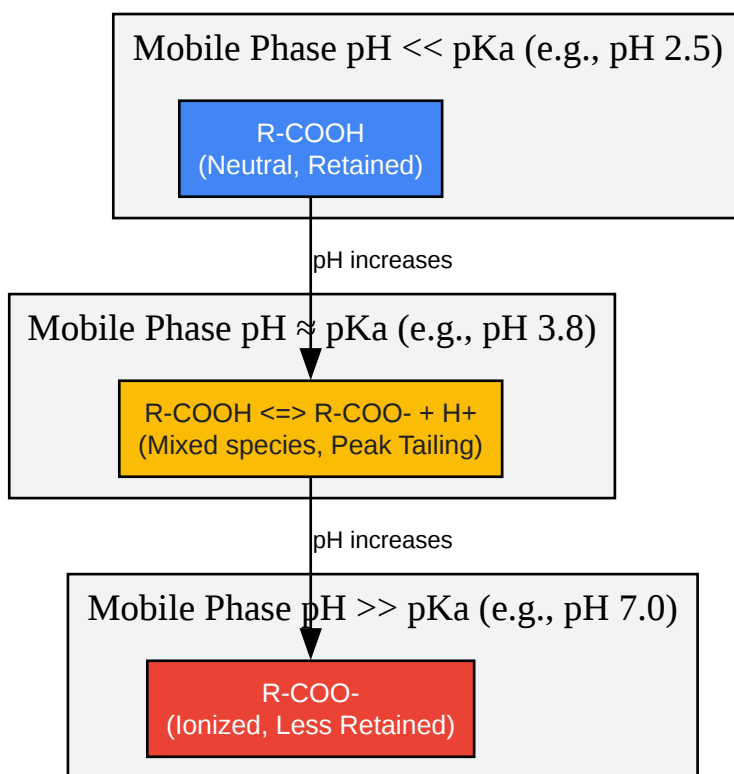 Mobile Phase pH << pKa (e.g., pH 2.5)
R-COOH
(Neutral, Retained)
pH increases
Mobile Phase pH ≈ pKa (e.g., pH 3.8)
R-COOH <=> R-COO- + H+
(Mixed species, Peak Tailing)
pH increases
Mobile Phase pH >> pKa (e.g., pH 7.0)
R-COO-
(Ionized, Less Retained)